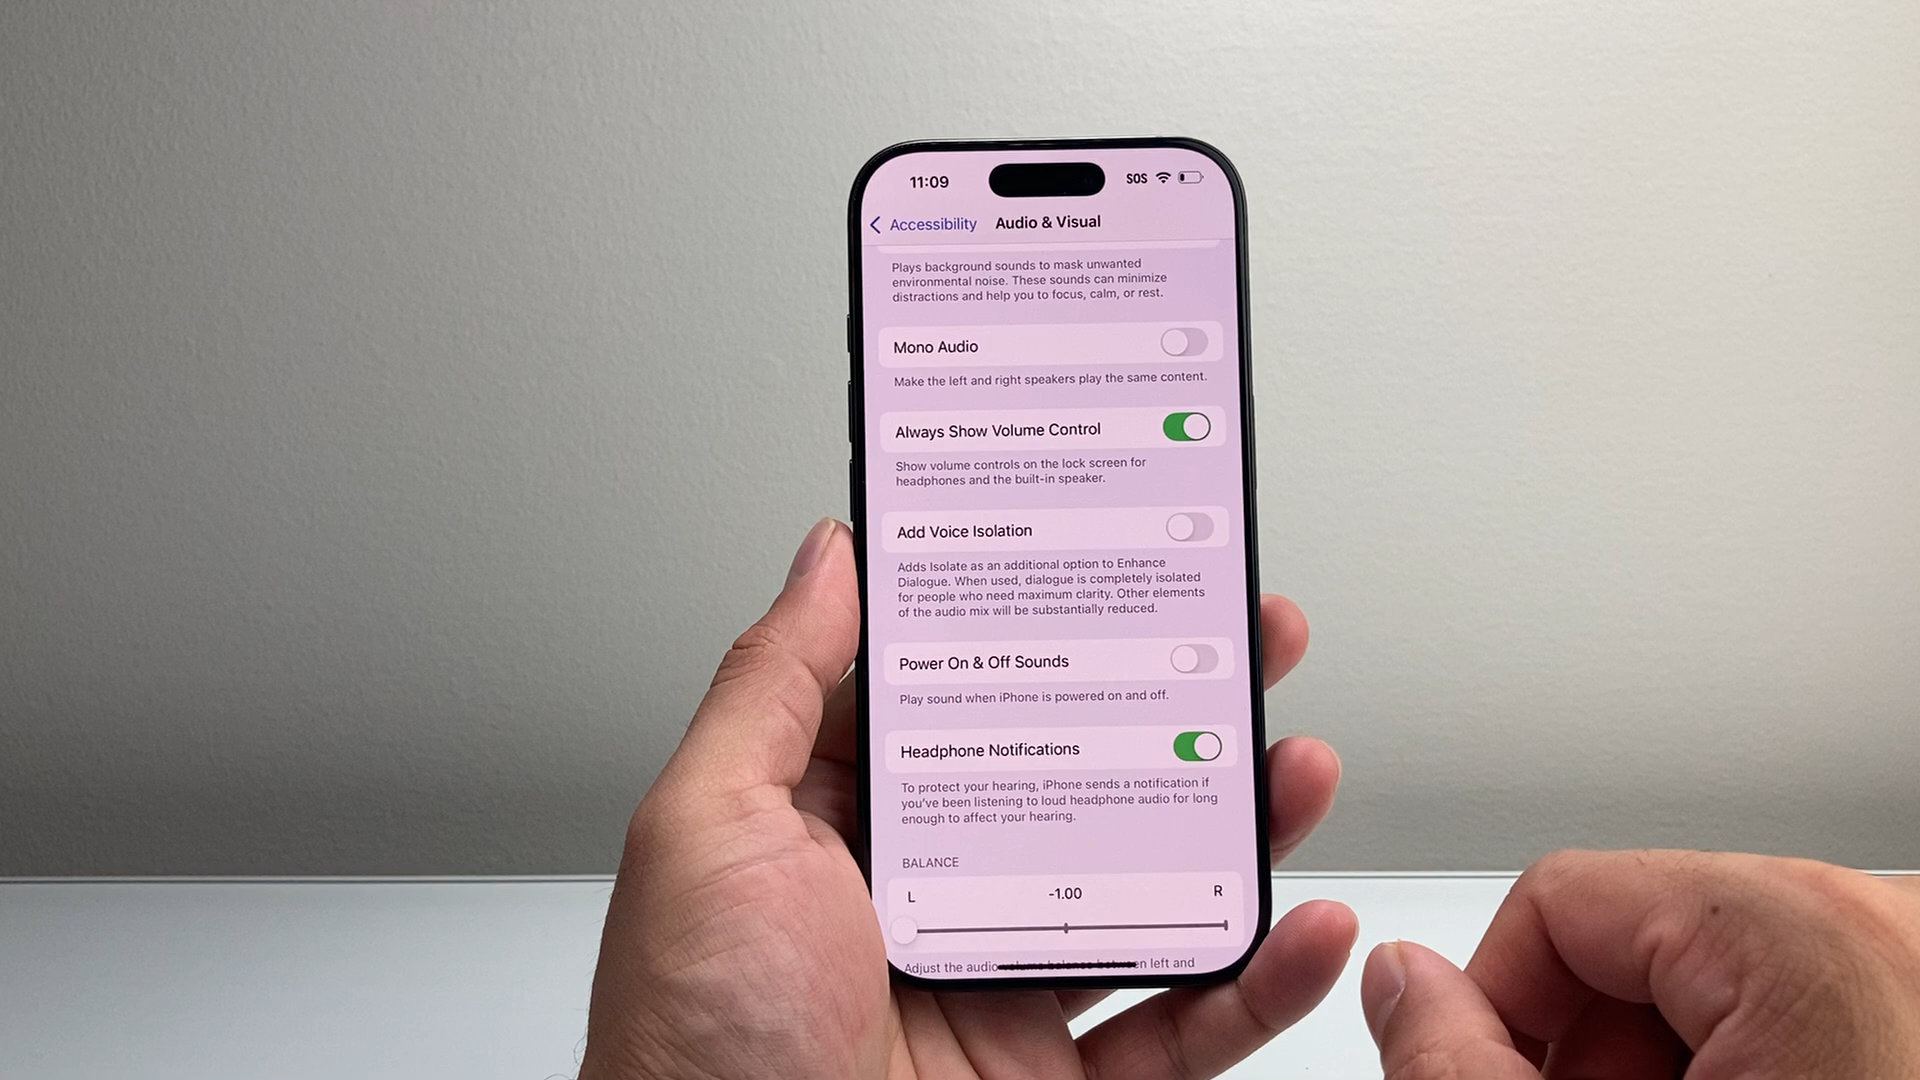 11:09
SOS
Accessibility
Audio & Visual
Plays background sounds to mask unwanted
environmental noise. These sounds can minimize
distractions and help you to focus, calm, or rest.
Mono Audio
Make the left and right speakers play the same content.
Always Show Volume Control
Show volume controls on the lock screen for
headphones and the built-in speaker.
Add Voice Isolation
Adds Isolate as an additional option to Enhance
Dialogue. When used, dialogue is completely isolated
for people who need maximum clarity. Other elements
of the audio mix will be substantially reduced.
Power On & Off Sounds
Play sound when iPhone is powered on and off.
Headphone Notifications
To protect your hearing, iPhone sends a notification if
you've been listening to loud headphone audio for long
enough to affect your hearing.
BALANCE
L -1.00 R
Adjust the audio volume balance between left and